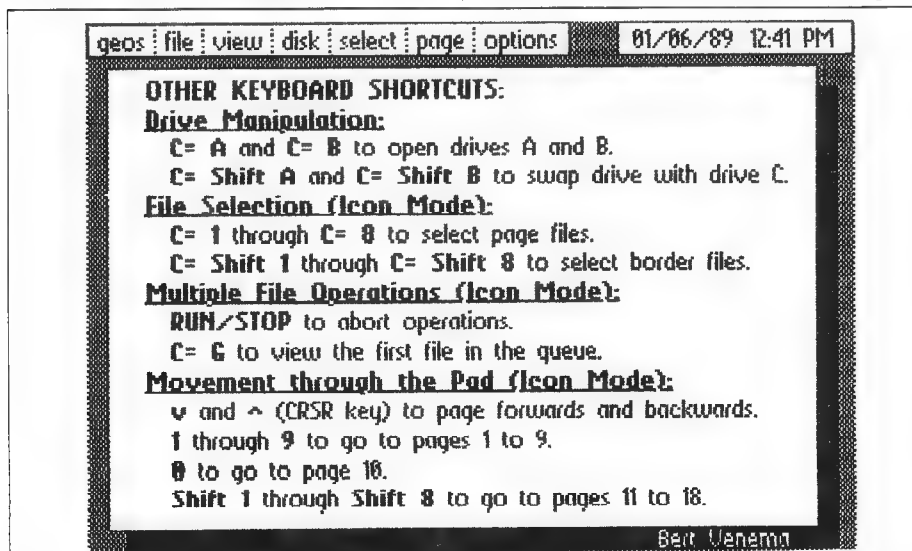 geos file view disk select page options 01/06/89 12:41 PM
OTHER KEYBOARD SHORTCUTS:
Drive Manipulation:
C= A and C= B to open drives A and B.
C= Shift A and C= Shift B to swap drive with drive C.
File Selection (Icon Mode):
C= 1 through C= 8 to select page files.
C= Shift 1 through C= Shift 8 to select border files.
Multiple File Operations (Icon Mode):
RUN/STOP to abort operations.
C= G to view the first file in the queue.
Movement through the Pad (Icon Mode):
v and ^ (CRSR key) to page forwards and backwards.
1 through 9 to go to pages 1 to 9.
0 to go to page 10.
Shift 1 through Shift 8 to go to pages 11 to 18.
Bert Venema